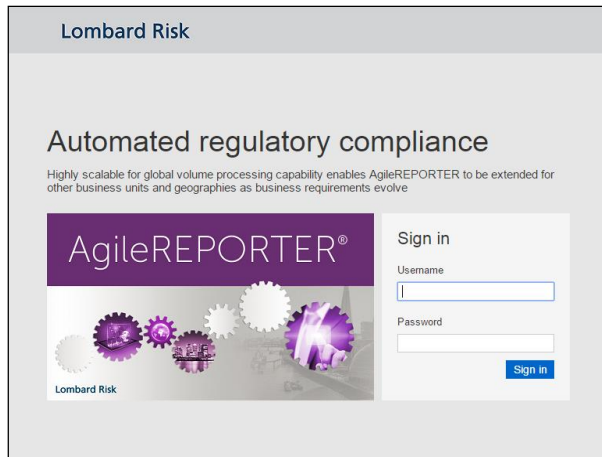 Lombard Risk
Automated regulatory compliance
Highly scalable for global volume processing capability enables AgileREPORTER to be extended for
other business units and geographies as business requirements evolve
AgileREPORTER®
Lombard Risk
Sign in
Username
Password
Sign in